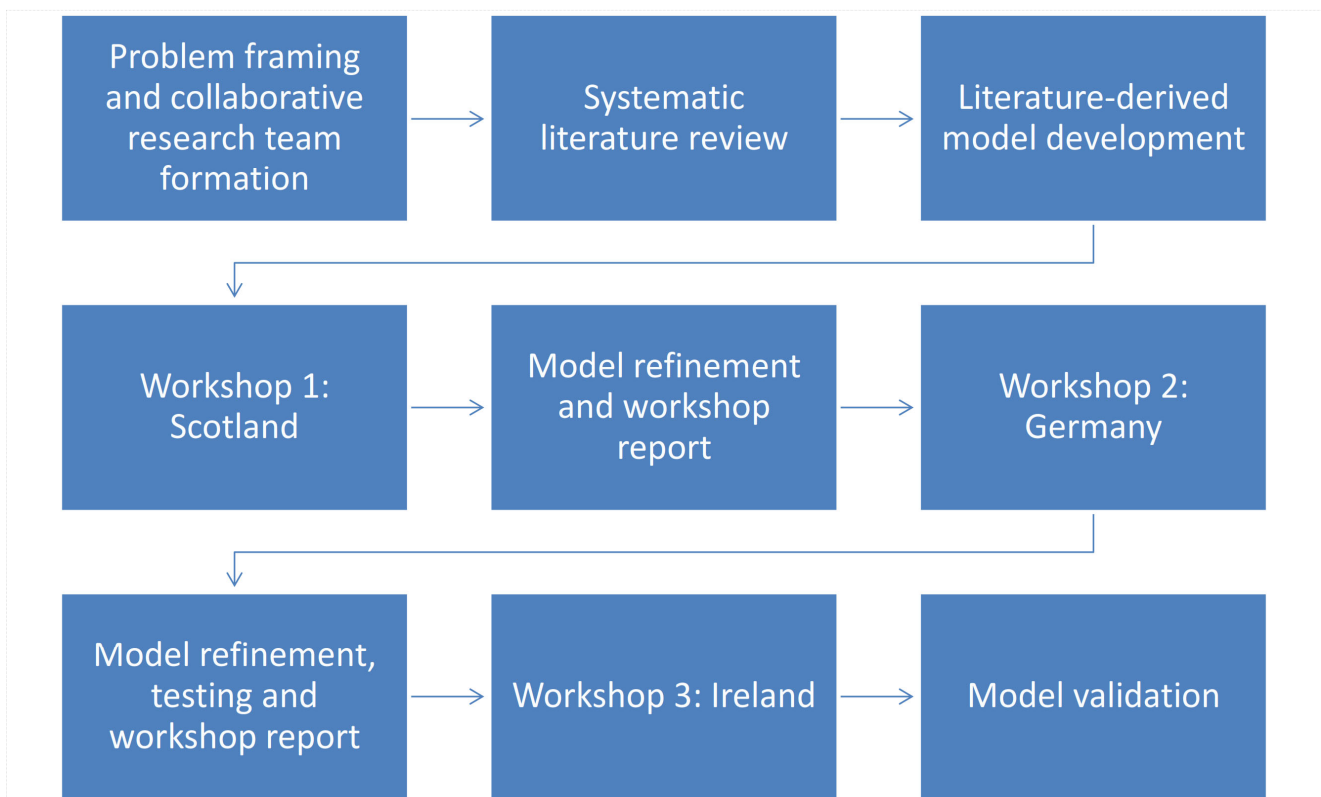 Problem framing
and collaborative
research team
formation
Systematic
literature review
Literature-derived
model development
Workshop 1:
Scotland
Model refinement
and workshop
report
Workshop 2:
Germany
Model refinement,
testing and
workshop report
Workshop 3: Ireland
Model validation